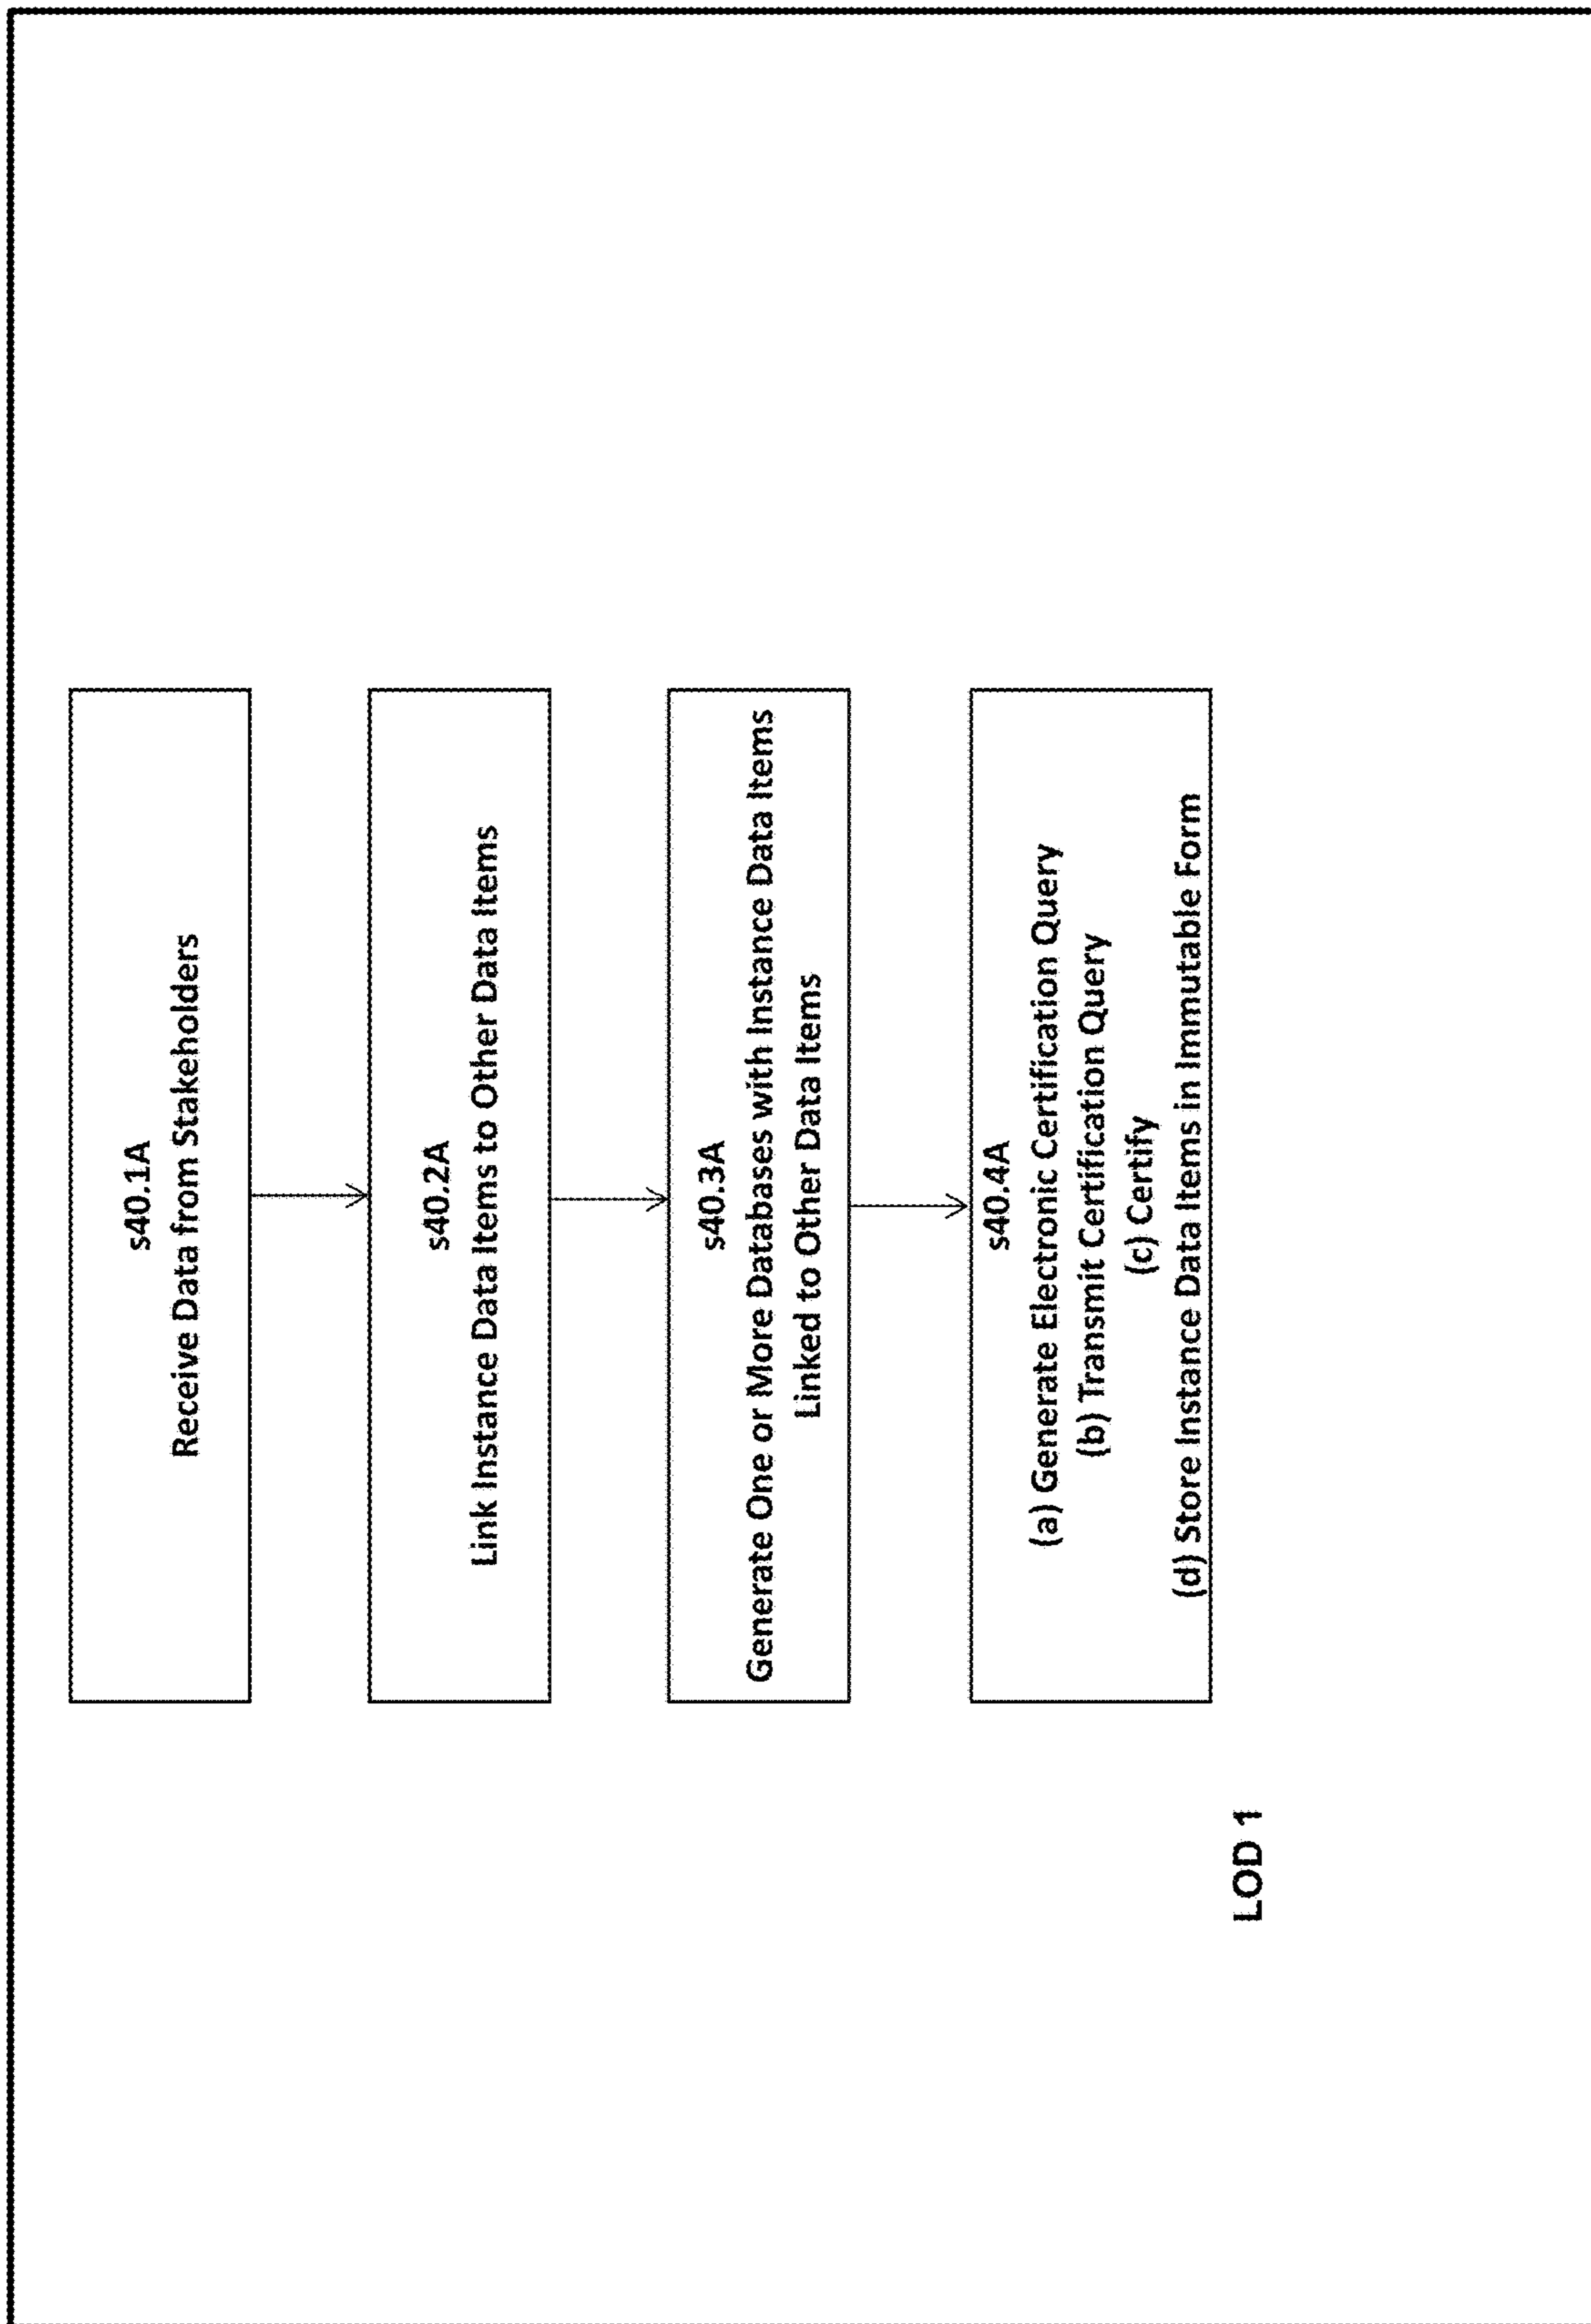 s40.1A
Receive Data from Stakeholders
s40.2A
Link Instance Data Items to Other Data Items
s40.3A
Generate One or More Databases with Instance Data Items
Linked to Other Data Items
s40.4A
(a) Generate Electronic Certification Query
(b) Transmit Certification Query
(c) Certify
(d) Store Instance Data Items in Immutable Form
LOD 1